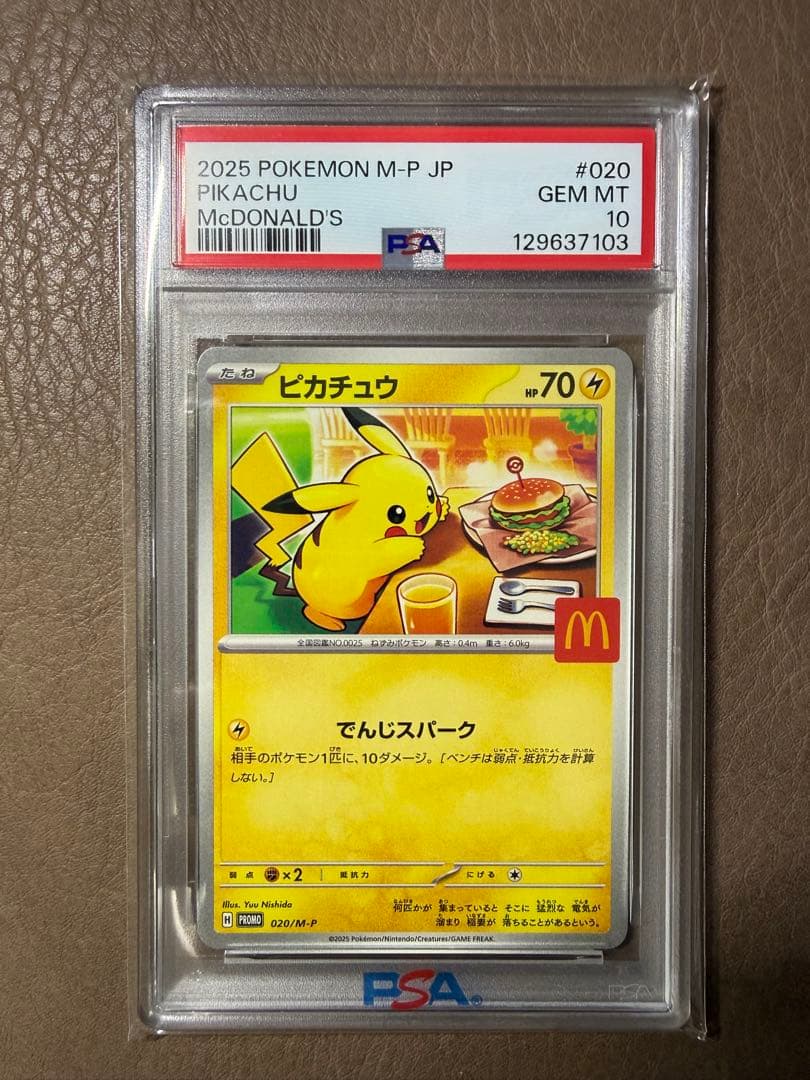 2025 POKEMON M-P JP #020
PIKACHU GEM MT
McDONALD'S 10
PSA 129637103
たね ピカチュウ HP70
M
全国図鑑NO.0025 ねずみポケモン 高さ:0.4m 重さ:6.0kg
でんじスパーク
相手のポケモン1匹に、10ダメージ。[ベンチは弱点・抵抗力を計算
しない。]
弱点 ×2 抵抗力 にげる
Illus. Yuu Nishida
何匹かが 集まっていると そこに 猛烈な 電気が
H PROMO 020/M-P
溜まり 稲妻が 落ちることがあるという。
©2025 Pokémon/Nintendo/Creatures/GAME FREAK.
PSA®
PSA